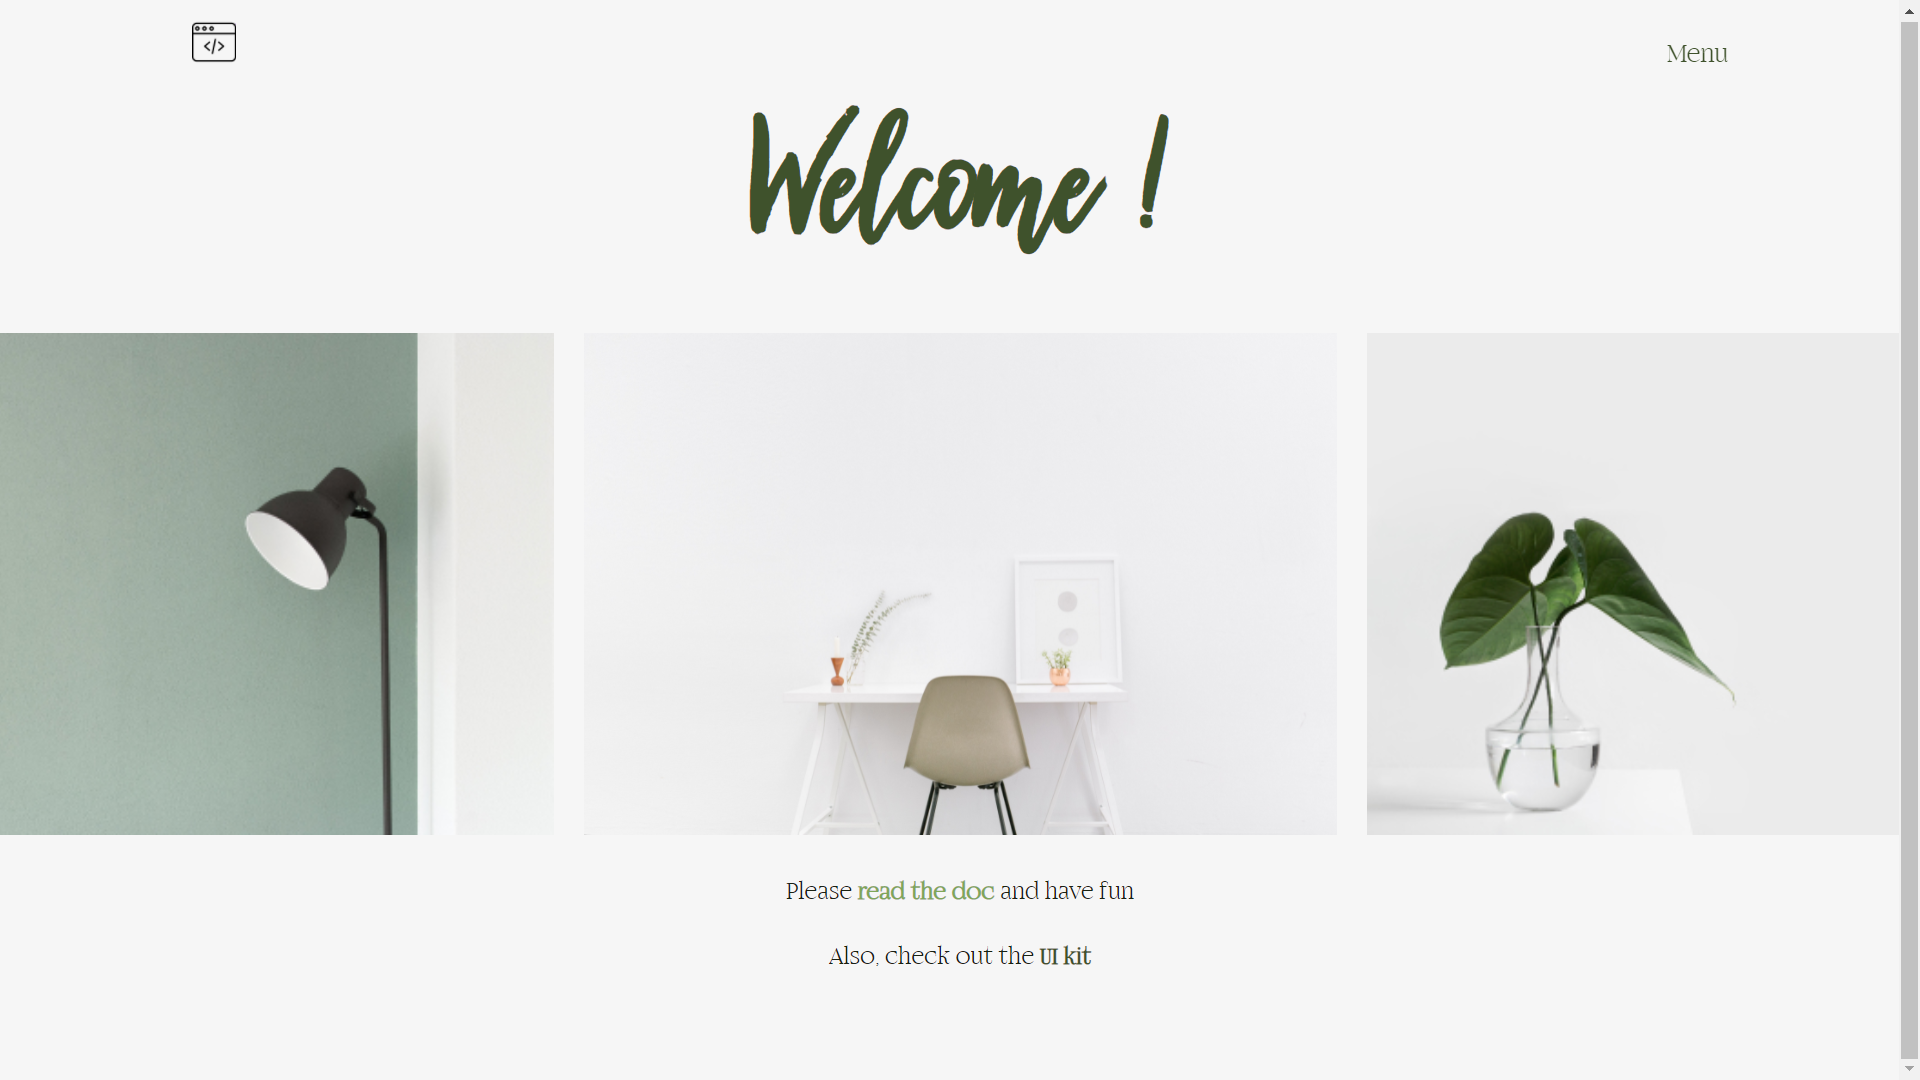 </>
Menu
Welcome !
Please read the doc and have fun
Also, check out the UI kit